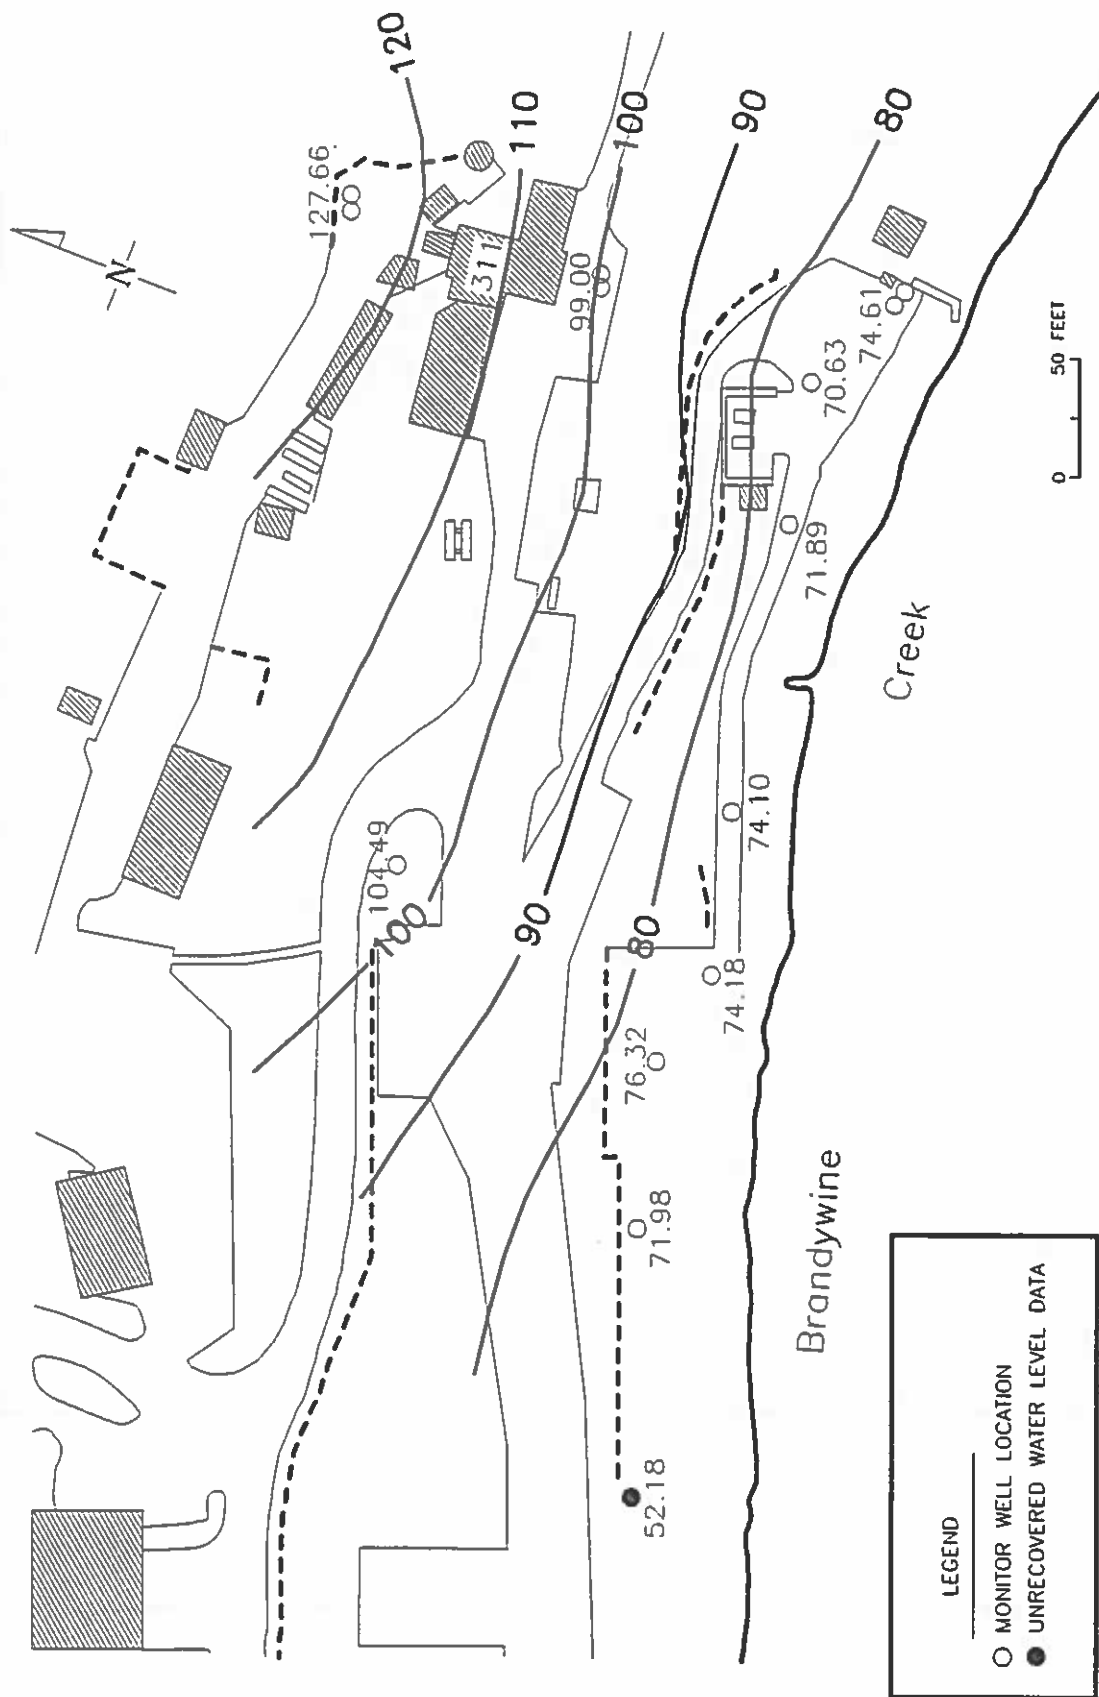 120
127.66
110
311
100
99.00
90
80
74.61
70.63
71.89
N
104.49
100
90
80
74.10
74.18
76.32
71.98
52.18
Brandywine
Creek
0 50 FEET
LEGEND
MONITOR WELL LOCATION
UNRECOVERED WATER LEVEL DATA